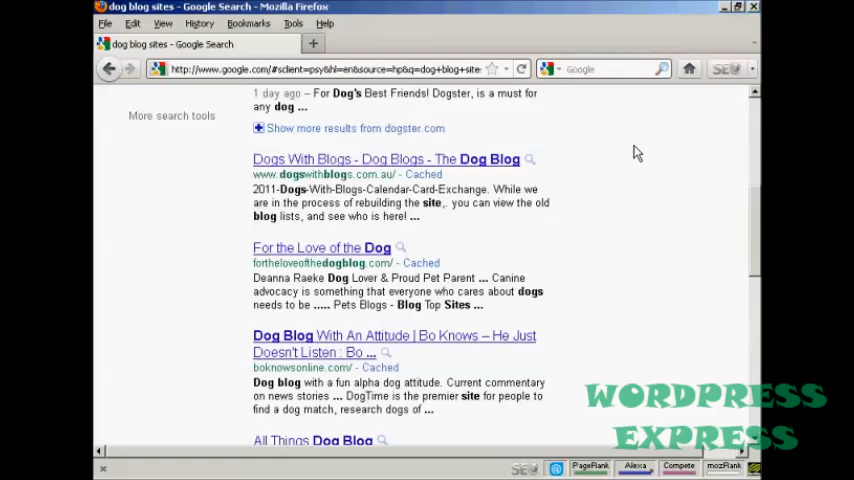 dog blog sites - Google Search - Mozilla Firefox
File Edit View History Bookmarks Tools Help
dog blog sites - Google Search
http://www.google.com/#sclient=psy&hl=en&source=hp&q=dog+blog+site
Google
SEO
1 day ago – For Dog's Best Friends! Dogster, is a must for
any dog ...
More search tools
Show more results from dogster.com
Dogs With Blogs - Dog Blogs - The Dog Blog
www.dogswithblogs.com.au/ - Cached
2011-Dogs-With-Blogs-Calendar-Card-Exchange. While we
are in the process of rebuilding the site,. you can view the old
blog lists, and see who is here! ...
For the Love of the Dog
fortheloveofthedogblog.com/ - Cached
Deanna Raeke Dog Lover & Proud Pet Parent ... Canine
advocacy is something that everyone who cares about dogs
needs to be ..... Pets Blogs - Blog Top Sites ...
Dog Blog With An Attitude | Bo Knows – He Just
Doesn't Listen : Bo ...
boknowsonline.com/ - Cached
Dog blog with a fun alpha dog attitude. Current commentary
on news stories ... DogTime is the premier site for people to
find a dog match, research dogs of ...
All Things Dog Blog
WORDPRESS
EXPRESS
SEO PageRank Alexa Compete mozRank